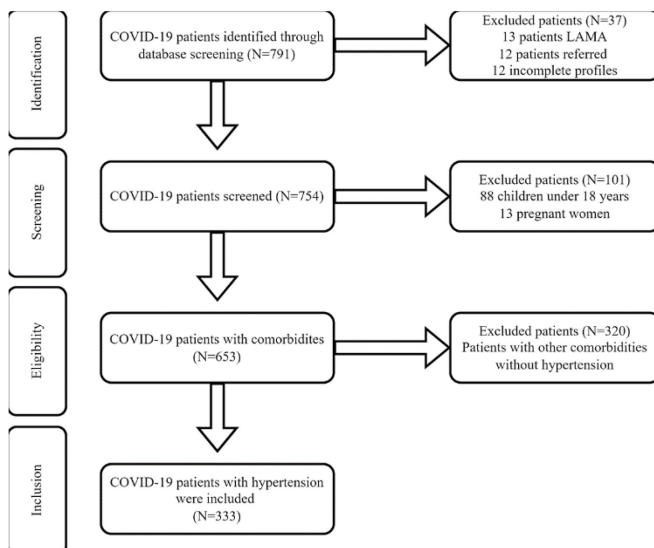 Identification
COVID-19 patients identified through
database screening (N=791)
Excluded patients (N=37)
13 patients LAMA
12 patients referred
12 incomplete profiles
Screening
COVID-19 patients screened (N=754)
Excluded patients (N=101)
88 children under 18 years
13 pregnant women
Eligibility
COVID-19 patients with comorbidites
(N=653)
Excluded patients (N=320)
Patients with other comorbidities
without hypertension
Inclusion
COVID-19 patients with hypertension
were included
(N=333)